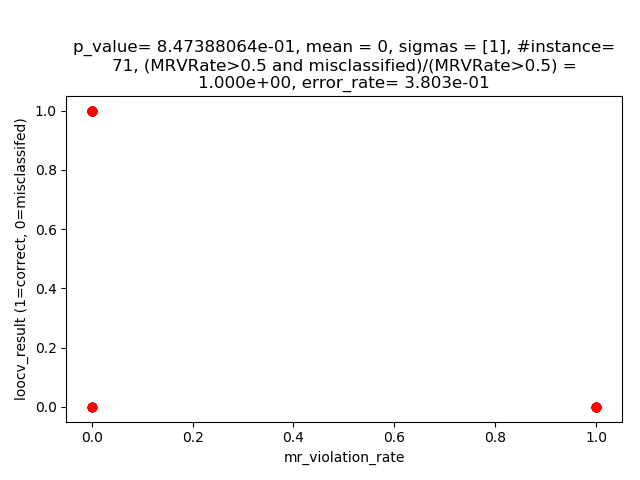 p_value= 8.47388064e-01, mean = 0, sigmas = [1], #instance=
71, (MRVRate>0.5 and misclassified)/(MRVRate>0.5) =
1.000e+00, error_rate= 3.803e-01
loocv_result (1=correct, 0=misclassifed)
1.0
0.8
0.6
0.4
0.2
0.0
0.0 0.2 0.4 0.6 0.8 1.0
mr_violation_rate